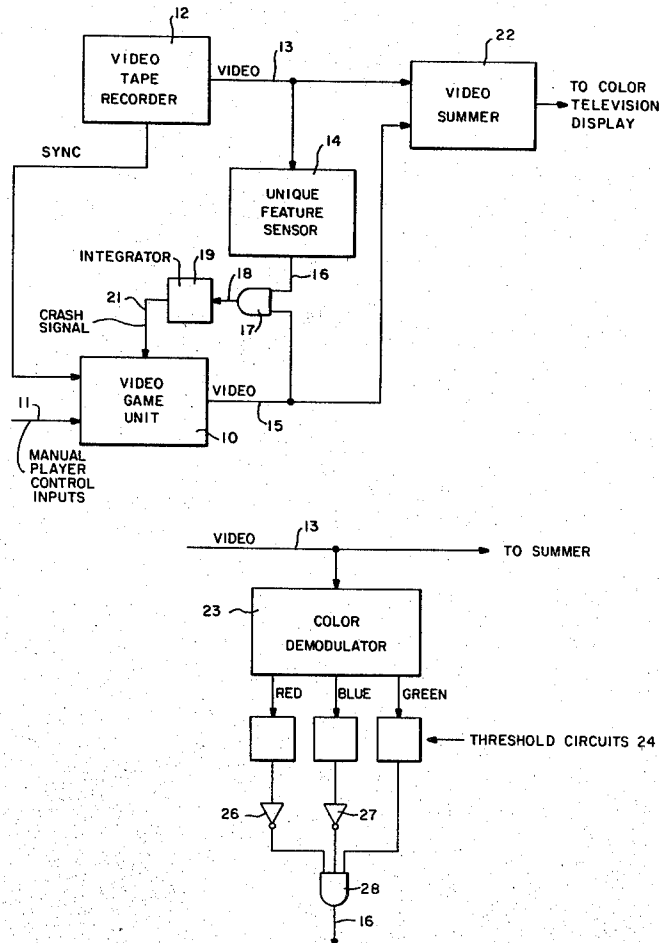 12
VIDEO
TAPE
RECORDER
13
VIDEO
22
VIDEO
SUMMER
TO COLOR
TELEVISION
DISPLAY
SYNC
14
UNIQUE
FEATURE
SENSOR
INTEGRATOR
19
18
16
17
21
CRASH
SIGNAL
VIDEO
GAME
UNIT
10
VIDEO
15
11
MANUAL
PLAYER
CONTROL
INPUTS
VIDEO
13
TO SUMMER
23
COLOR
DEMODULATOR
RED
BLUE
GREEN
THRESHOLD CIRCUITS 24
26
27
28
16